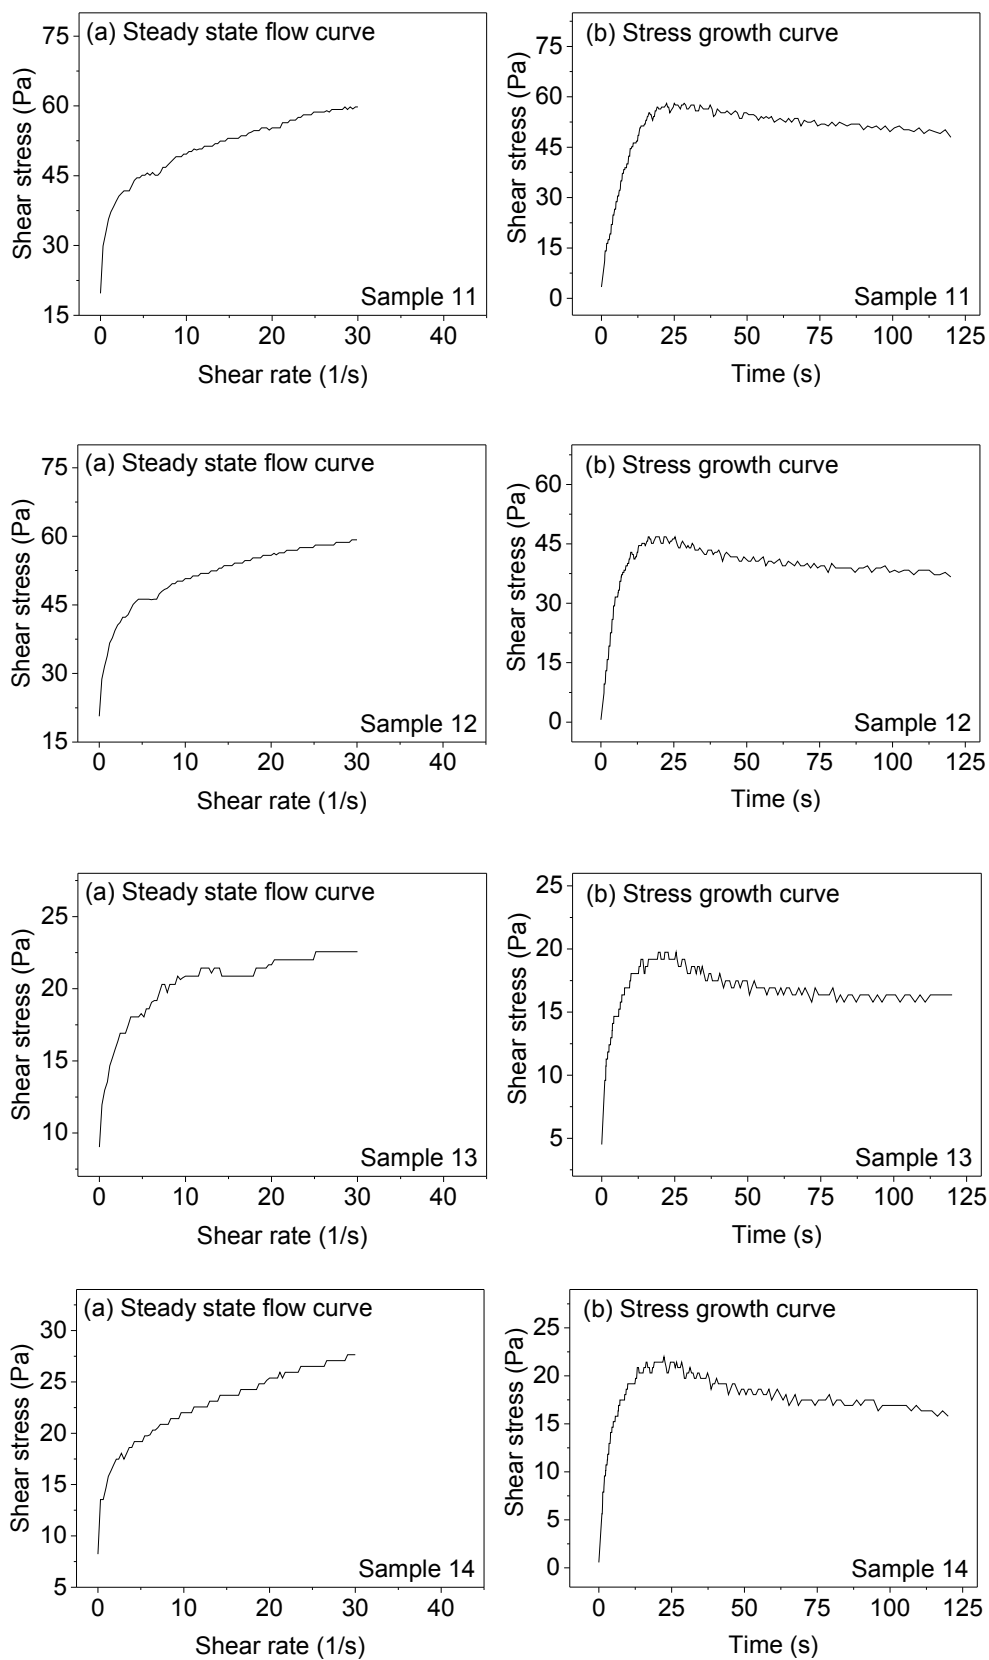 (a) Steady state flow curve
Shear stress (Pa)
75
60
45
30
15
0 10 20 30 40
Shear rate (1/s)
Sample 11
(b) Stress growth curve
Shear stress (Pa)
75
60
45
30
15
0
0 25 50 75 100 125
Time (s)
Sample 11
(a) Steady state flow curve
Shear stress (Pa)
75
60
45
30
15
0 10 20 30 40
Shear rate (1/s)
Sample 12
(b) Stress growth curve
Shear stress (Pa)
60
45
30
15
0
0 25 50 75 100 125
Time (s)
Sample 12
(a) Steady state flow curve
Shear stress (Pa)
25
20
15
10
0 10 20 30 40
Shear rate (1/s)
Sample 13
(b) Stress growth curve
Shear stress (Pa)
25
20
15
10
5
0 25 50 75 100 125
Time (s)
Sample 13
(a) Steady state flow curve
Shear stress (Pa)
30
25
20
15
10
5
0 10 20 30 40
Shear rate (1/s)
Sample 14
(b) Stress growth curve
Shear stress (Pa)
25
20
15
10
5
0
0 25 50 75 100 125
Time (s)
Sample 14